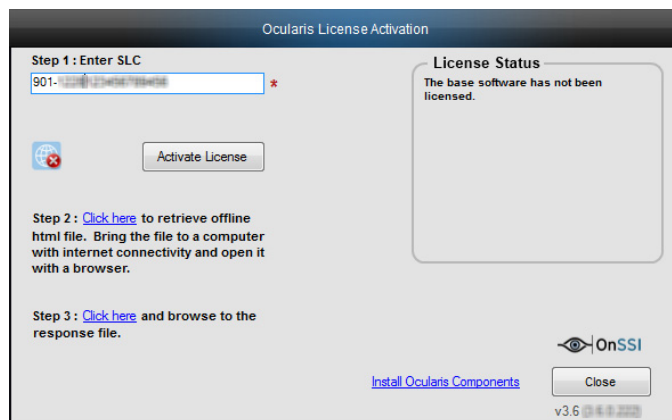 Ocularis License Activation
Step 1 : Enter SLC
901-
*
Activate License
Step 2 : Click here to retrieve offline
html file. Bring the file to a computer
with internet connectivity and open it
with a browser.
Step 3 : Click here and browse to the
response file.
License Status
The base software has not been
licensed.
OnSSI
Install Ocularis Components
Close
v3.6